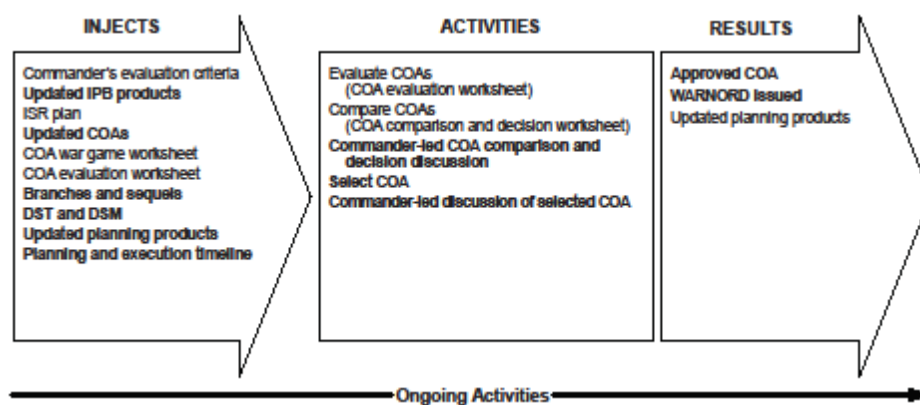 INJECTS
Commander's evaluation criteria
Updated IPB products
ISR plan
Updated COAs
COA war game worksheet
COA evaluation worksheet
Branches and sequels
DST and DSM
Updated planning products
Planning and execution timeline
ACTIVITIES
Evaluate COAs
(COA evaluation worksheet)
Compare COAs
(COA comparison and decision worksheet)
Commander-led COA comparison and
decision discussion
Select COA
Commander-led discussion of selected COA
RESULTS
Approved COA
WARNORD issued
Updated planning products
Ongoing Activities